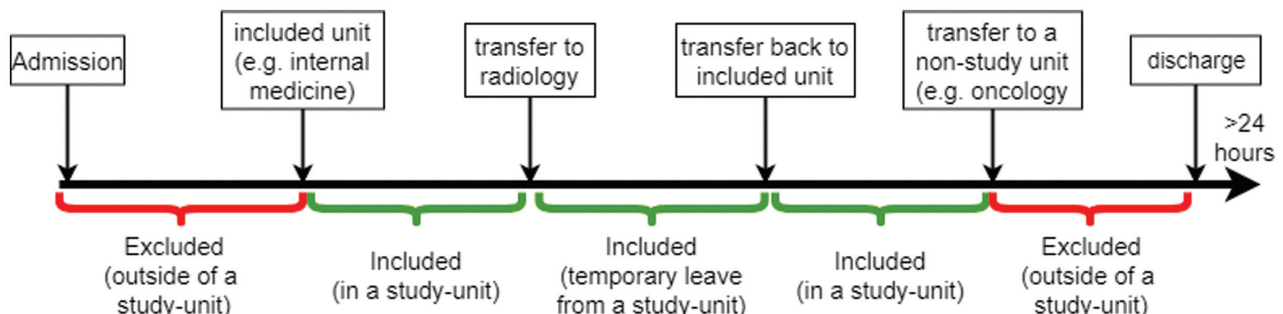 Admission
included unit
(e.g. internal
medicine)
transfer to
radiology
transfer back to
included unit
transfer to a
non-study unit
(e.g. oncology
discharge
>24
hours
Excluded
(outside of a
study-unit)
Included
(in a study-unit)
Included
(temporary leave
from a study-unit)
Included
(in a study-unit)
Excluded
(outside of a
study-unit)